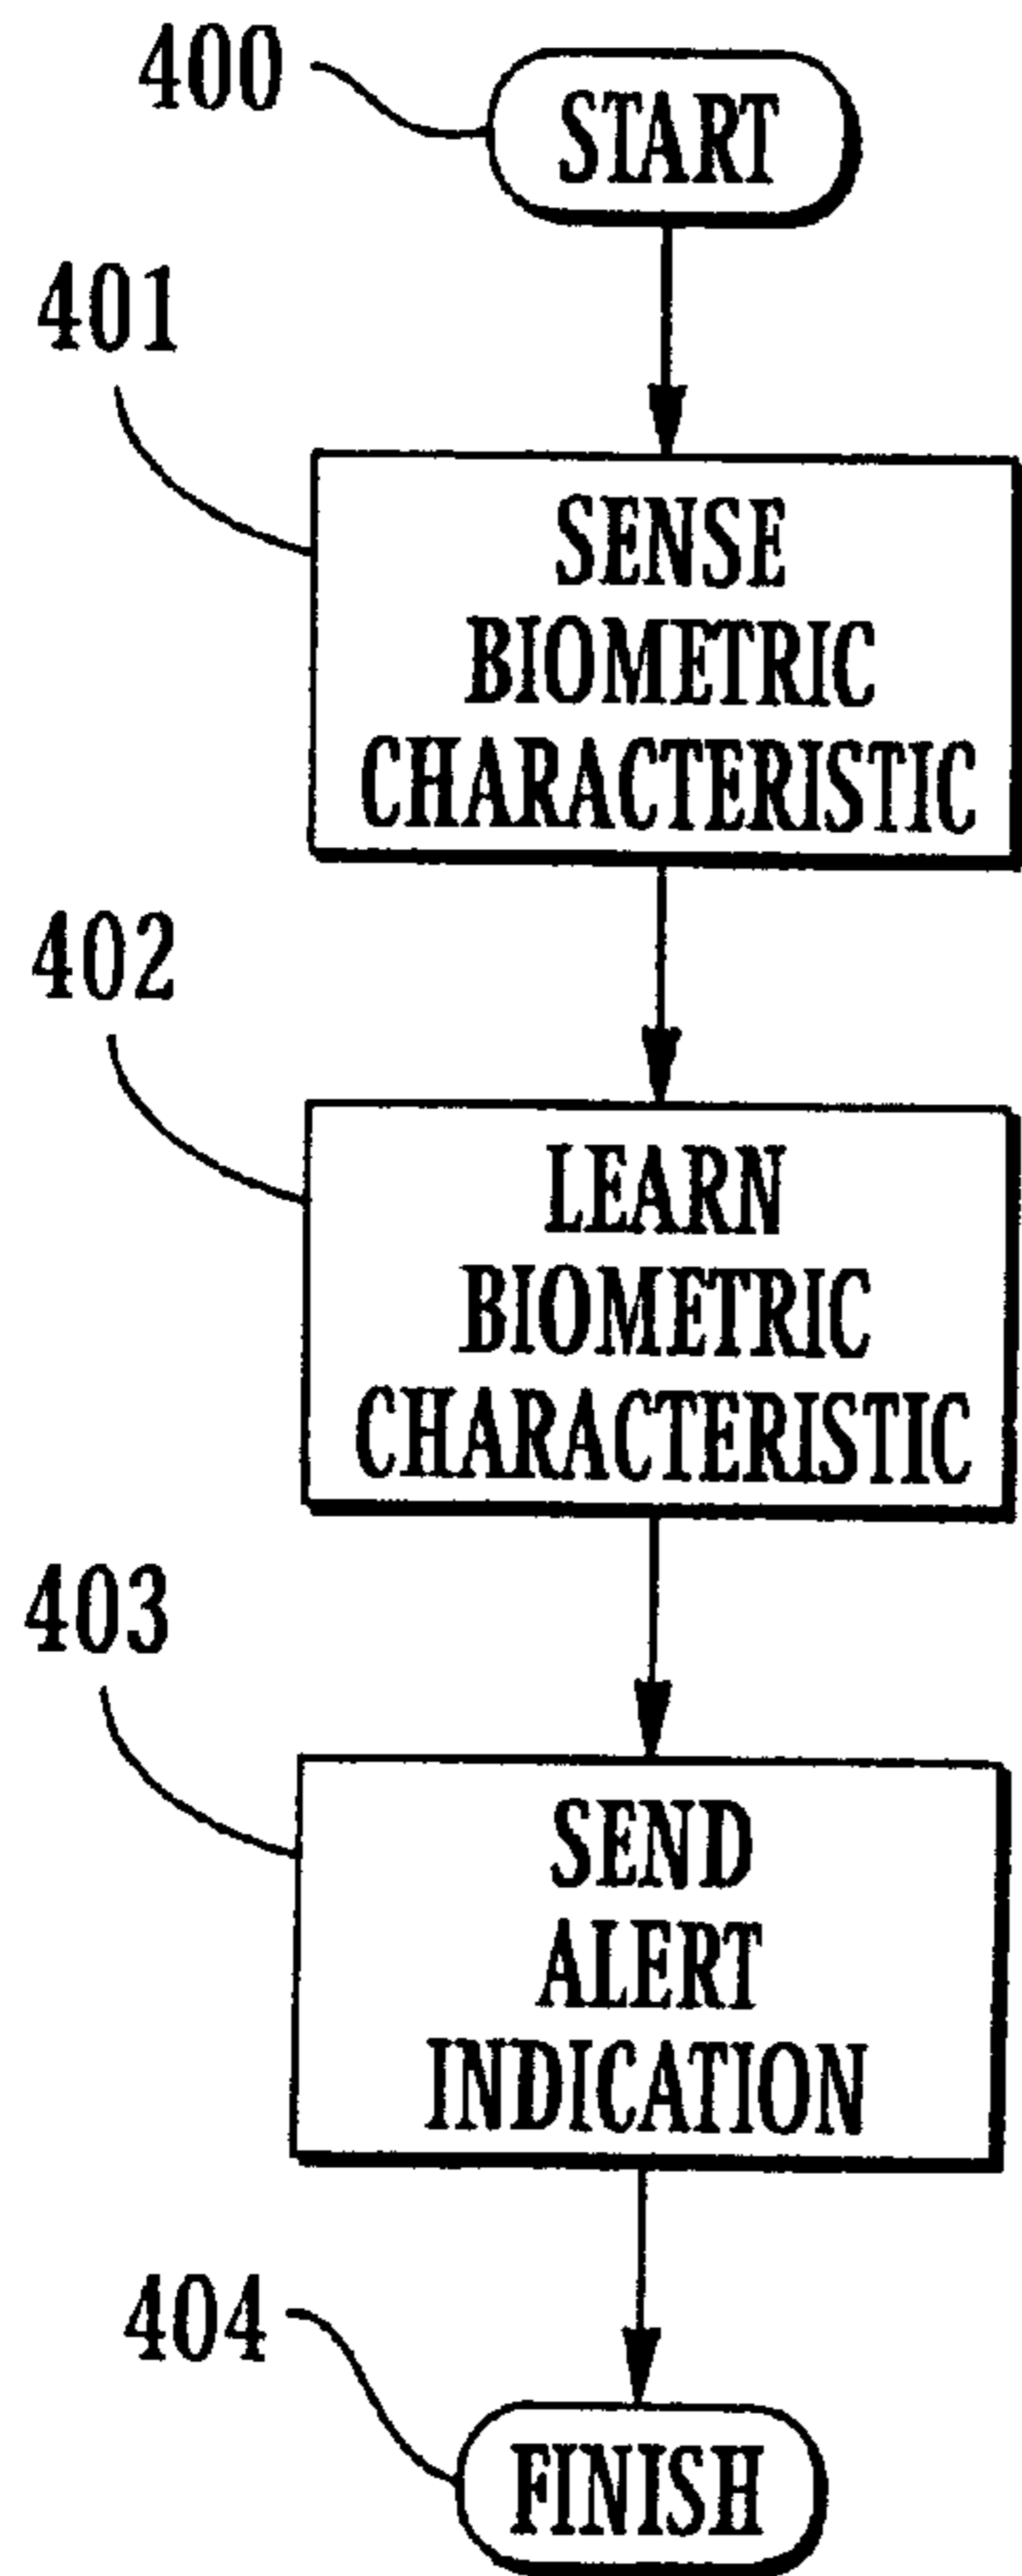 400
START
401
SENSE
BIOMETRIC
CHARACTERISTIC
402
LEARN
BIOMETRIC
CHARACTERISTIC
403
SEND
ALERT
INDICATION
404
FINISH